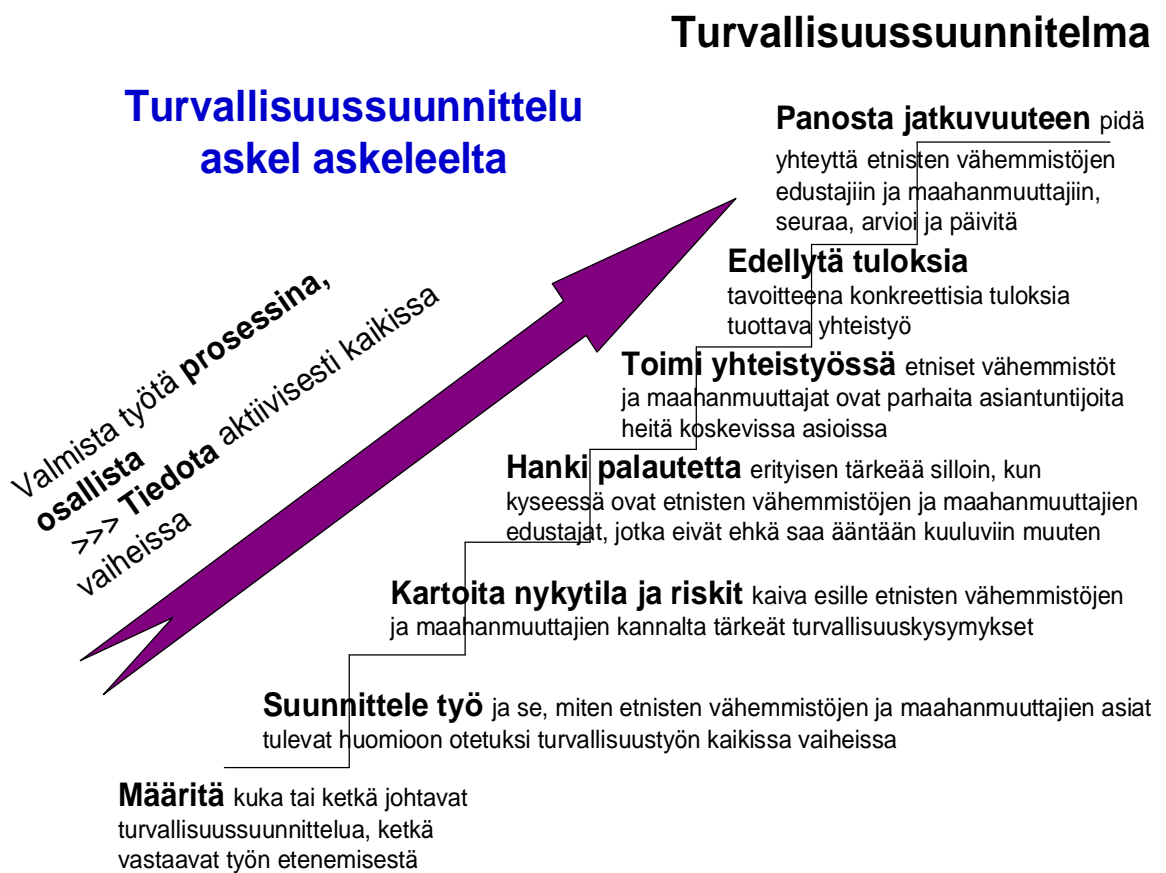 Turvallisuussuunnitelma
Turvallisuussuunnittelu
askel askeleelta
Panosta jatkuvuuteen pidä
yhteyttä etnisten vähemmistöjen
edustajiin ja maahanmuuttajiin,
seuraa, arvioi ja päivitä
Edellytä tuloksia
tavoitteena konkreettisia tuloksia
tuottava yhteistyö
Valmista työtä prosessina,
osallista
>>> Tiedota aktiivisesti kaikissa
vaiheissa
Toimi yhteistyössä etniset vähemmistöt
ja maahanmuuttajat ovat parhaita asiantuntijoita
heitä koskevissa asioissa
Hanki palautetta erityisen tärkeää silloin, kun
kyseessä ovat etnisten vähemmistöjen ja maahanmuuttajien
edustajat, jotka eivät ehkä saa ääntään kuuluviin muuten
Kartoita nykytila ja riskit kaiva esille etnisten vähemmistöjen
ja maahanmuuttajien kannalta tärkeät turvallisuuskysymykset
Suunnittele työ ja se, miten etnisten vähemmistöjen ja maahanmuuttajien asiat
tulevat huomioon otetuksi turvallisuustyön kaikissa vaiheissa
Määritä kuka tai ketkä johtavat
turvallisuussuunnittelua, ketkä
vastaavat työn etenemisestä